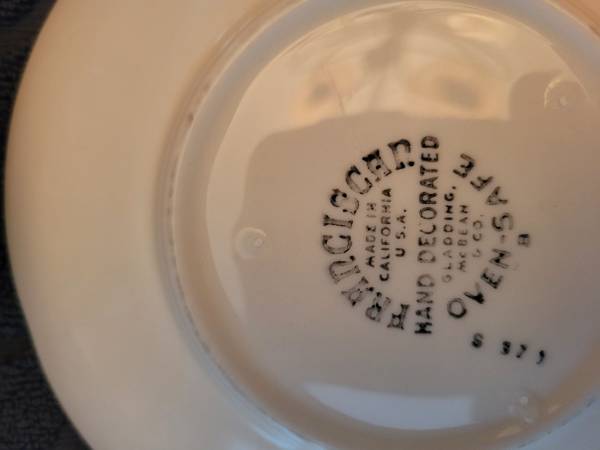 FRANCISCAN
MADE IN
CALIFORNIA
U.S.A.
HAND DECORATED
GLADDING,
McBEAN
& CO.
OVEN-SAFE
B